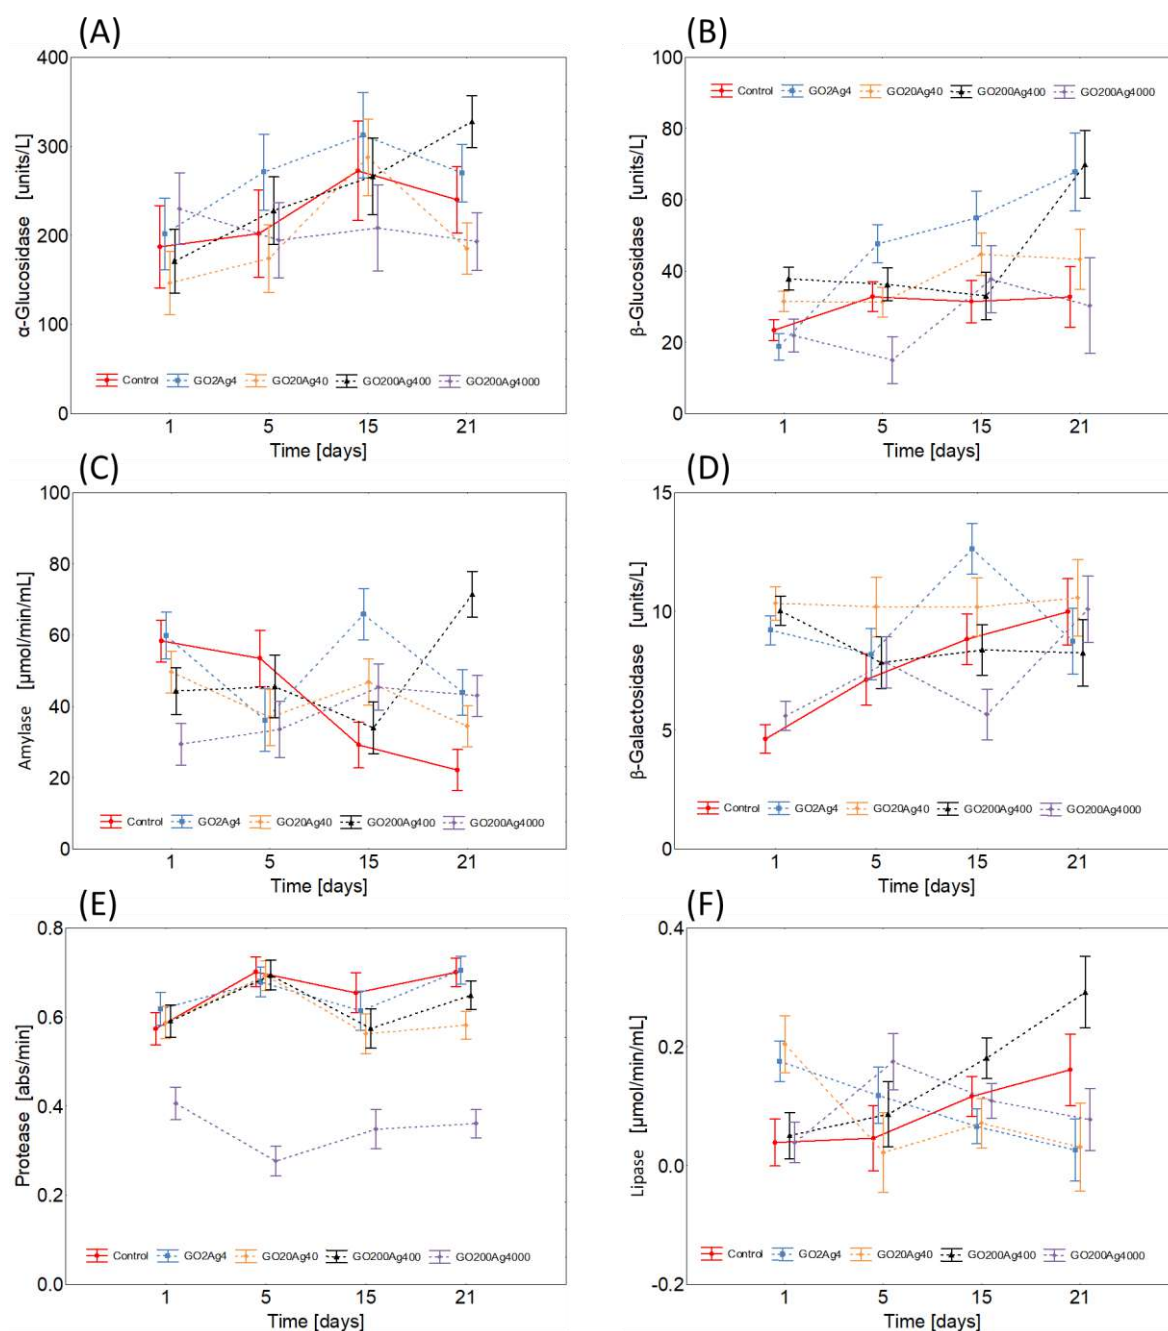 (A)
400
300
200
100
0
α-Glucosidase [units/L]
Control GO2Ag4 GO20Ag40 GO200Ag400 GO200Ag4000
1 5 15 21
Time [days]
(B)
100
80
60
40
20
0
β-Glucosidase [units/L]
Control GO2Ag4 GO20Ag40 GO200Ag400 GO200Ag4000
1 5 15 21
Time [days]
(C)
100
80
60
40
20
0
Amylase [µmol/min/mL]
Control GO2Ag4 GO20Ag40 GO200Ag400 GO200Ag4000
1 5 15 21
Time [days]
(D)
15
10
5
0
β-Galactosidase [units/L]
Control GO2Ag4 GO20Ag40 GO200Ag400 GO200Ag4000
1 5 15 21
Time [days]
(E)
0.8
0.6
0.4
0.2
0.0
Protease [abs/min]
Control GO2Ag4 GO20Ag40 GO200Ag400 GO200Ag4000
1 5 15 21
Time [days]
(F)
0.4
0.2
0.0
-0.2
Lipase [µmol/min/mL]
Control GO2Ag4 GO20Ag40 GO200Ag400 GO200Ag4000
1 5 15 21
Time [days]